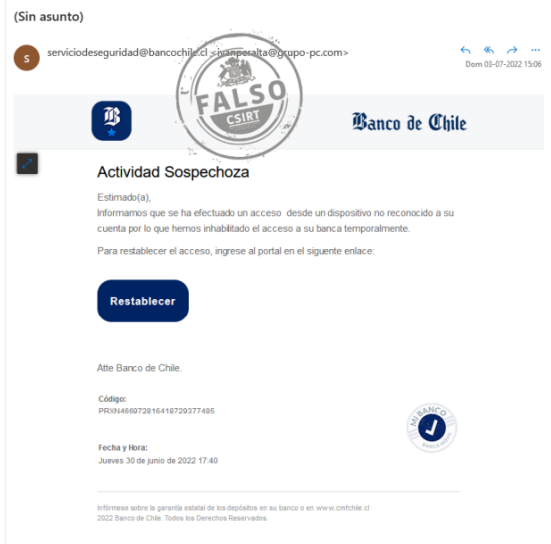 (Sin asunto)
S
serviciodeseguridad@bancochile.cl <ivanperalta@grupo-pc.com>
Dom 03-07-2022 15:06
FALSO
CSIRT
B
Banco de Chile
Actividad Sospechoza
Estimado(a),
Informamos que se ha efectuado un acceso desde un dispositivo no reconocido a su
cuenta por lo que hemos inhabilitado el acceso a su banca temporalmente.
Para restablecer el acceso, ingrese al portal en el siguente enlace:
Restablecer
Atte Banco de Chile.
Código:
PRXN466972816418729377485
MI BANCO
Fecha y Hora:
Jueves 30 de junio de 2022 17:40
Infórmese sobre la garantía estatal de los depósitos en su banco o en www.cmfchile.cl
2022 Banco de Chile. Todos los Derechos Reservados.